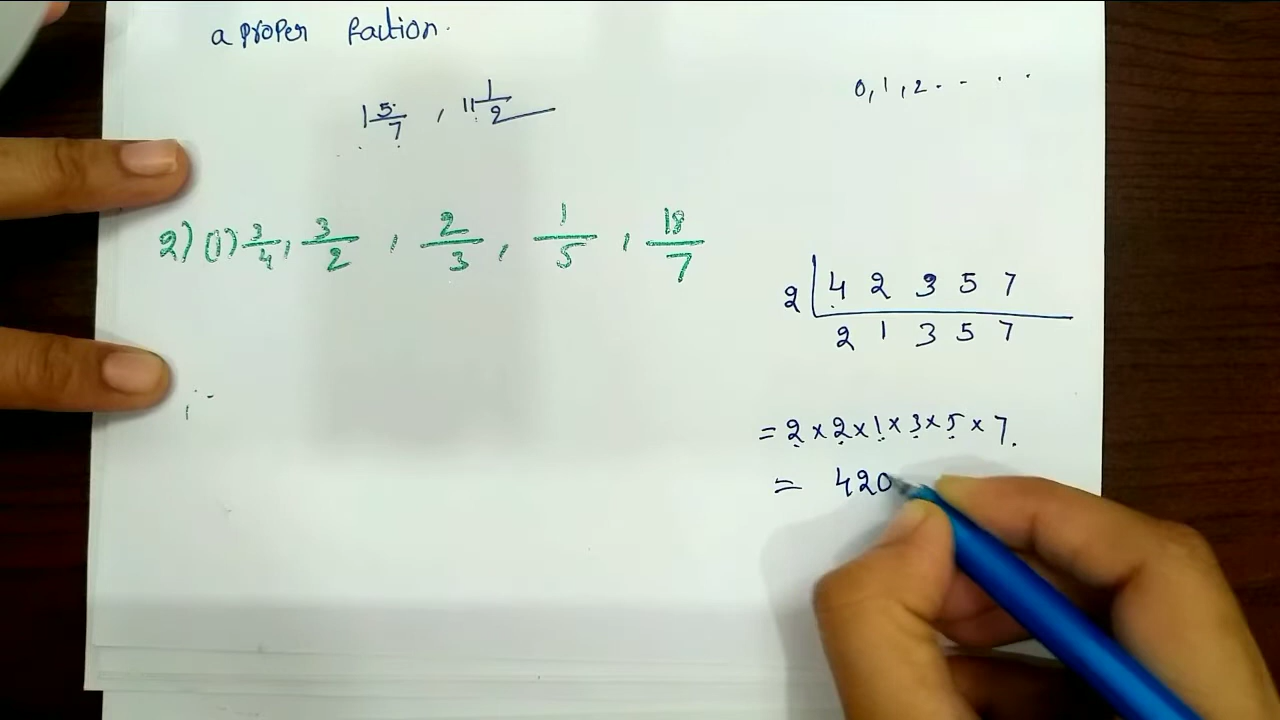 a proper faction.
1 5/7 , 11 1/2
0, 1, 2 - - . . .
2) (i) 3/4, 3/2 , 2/3 , 1/5 , 18/7
2 | 4 2 3 5 7
2 1 3 5 7
= 2 × 2 × 1 × 3 × 5 × 7.
= 420